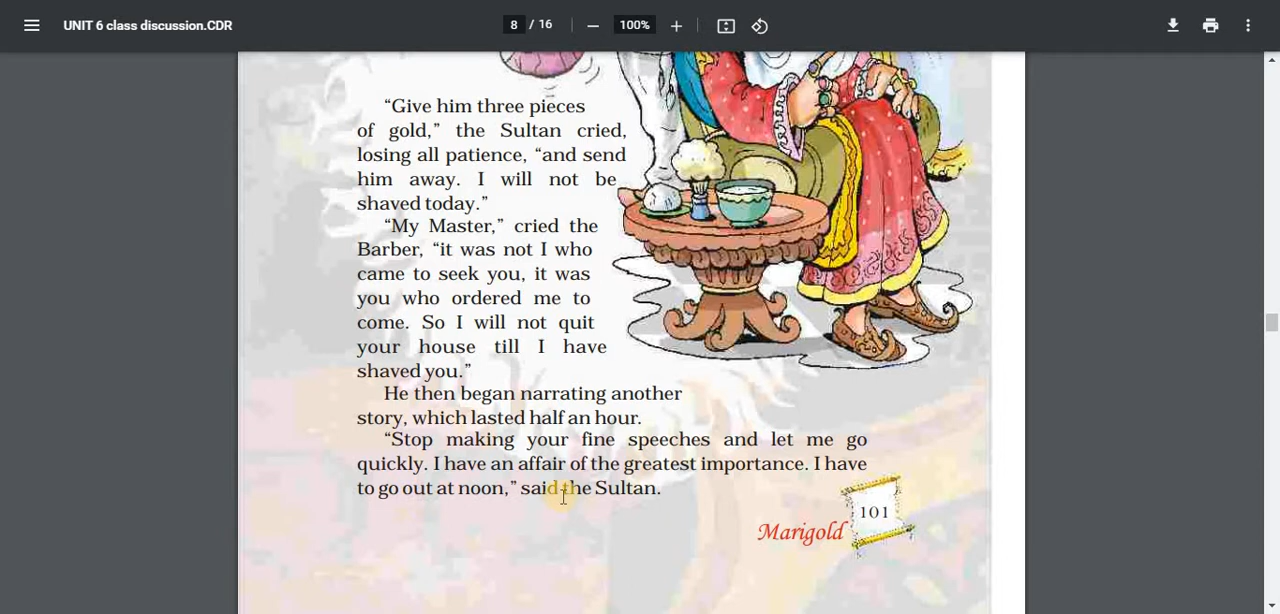 UNIT 6 class discussion.CDR
8 / 16
100%
“Give him three pieces
of gold,” the Sultan cried,
losing all patience, “and send
him away. I will not be
shaved today.”
“My Master,” cried the
Barber, “it was not I who
came to seek you, it was
you who ordered me to
come. So I will not quit
your house till I have
shaved you.”
He then began narrating another
story, which lasted half an hour.
“Stop making your fine speeches and let me go
quickly. I have an affair of the greatest importance. I have
to go out at noon,” said the Sultan.
101
Marigold